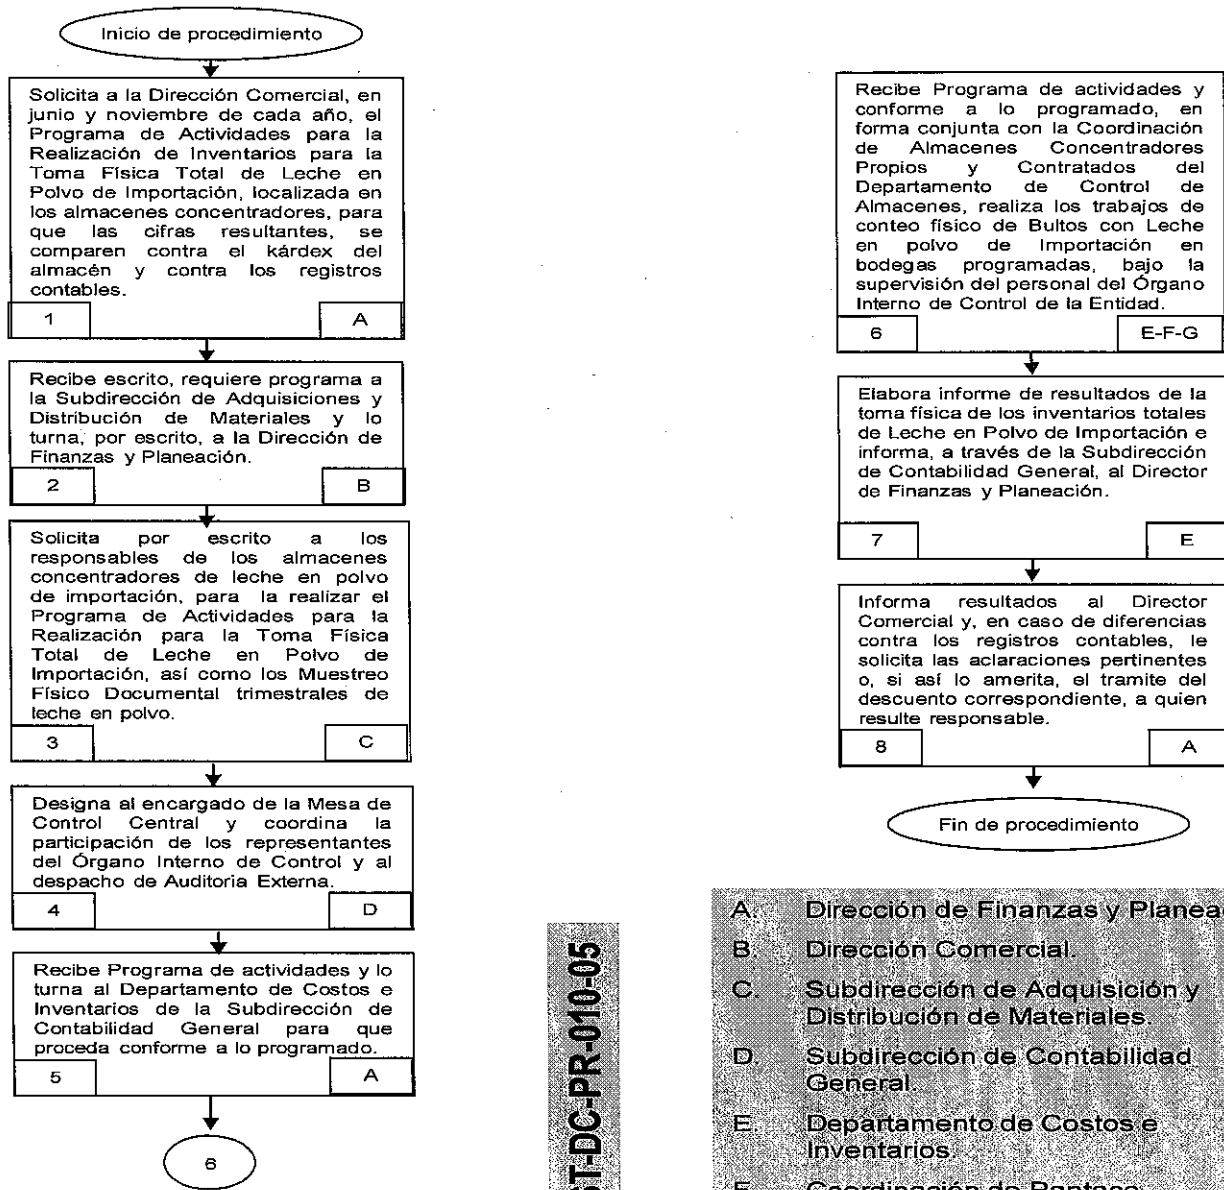 Inicio de procedimiento
Solicita a la Dirección Comercial, en
junio y noviembre de cada año, el
Programa de Actividades para la
Realización de Inventarios para la
Toma Física Total de Leche en
Polvo de Importación, localizada en
los almacenes concentradores, para
que las cifras resultantes, se
comparen contra el kárdex del
almacén y contra los registros
contables.
1 A
Recibe escrito, requiere programa a
la Subdirección de Adquisiciones y
Distribución de Materiales y lo
turna, por escrito, a la Dirección de
Finanzas y Planeación.
2 B
Solicita por escrito a los
responsables de los almacenes
concentradores de leche en polvo
de importación, para la realizar el
Programa de Actividades para la
Realización para la Toma Física
Total de Leche en Polvo de
Importación, así como los Muestreo
Físico Documental trimestrales de
leche en polvo.
3 C
Designa al encargado de la Mesa de
Control Central y coordina la
participación de los representantes
del Órgano Interno de Control y al
despacho de Auditoria Externa.
4 D
Recibe Programa de actividades y lo
turna al Departamento de Costos e
Inventarios de la Subdirección de
Contabilidad General para que
proceda conforme a lo programado.
5 A
6
Recibe Programa de actividades y
conforme a lo programado, en
forma conjunta con la Coordinación
de Almacenes Concentradores
Propios y Contratados del
Departamento de Control de
Almacenes, realiza los trabajos de
conteo físico de Bultos con Leche
en polvo de Importación en
bodegas programadas, bajo la
supervisión del personal del Órgano
Interno de Control de la Entidad.
6 E-F-G
Elabora informe de resultados de la
toma física de los inventarios totales
de Leche en Polvo de Importación e
informa, a través de la Subdirección
de Contabilidad General, al Director
de Finanzas y Planeación.
7 E
Informa resultados al Director
Comercial y, en caso de diferencias
contra los registros contables, le
solicita las aclaraciones pertinentes
o, si así lo amerita, el tramite del
descuento correspondiente, a quien
resulte responsable.
8 A
Fin de procedimiento
ST-DC-PR-010-05
A. Dirección de Finanzas y Planea
B. Dirección Comercial.
C. Subdirección de Adquisición y
Distribución de Materiales.
D. Subdirección de Contabilidad
General.
E. Departamento de Costos e
Inventarios.